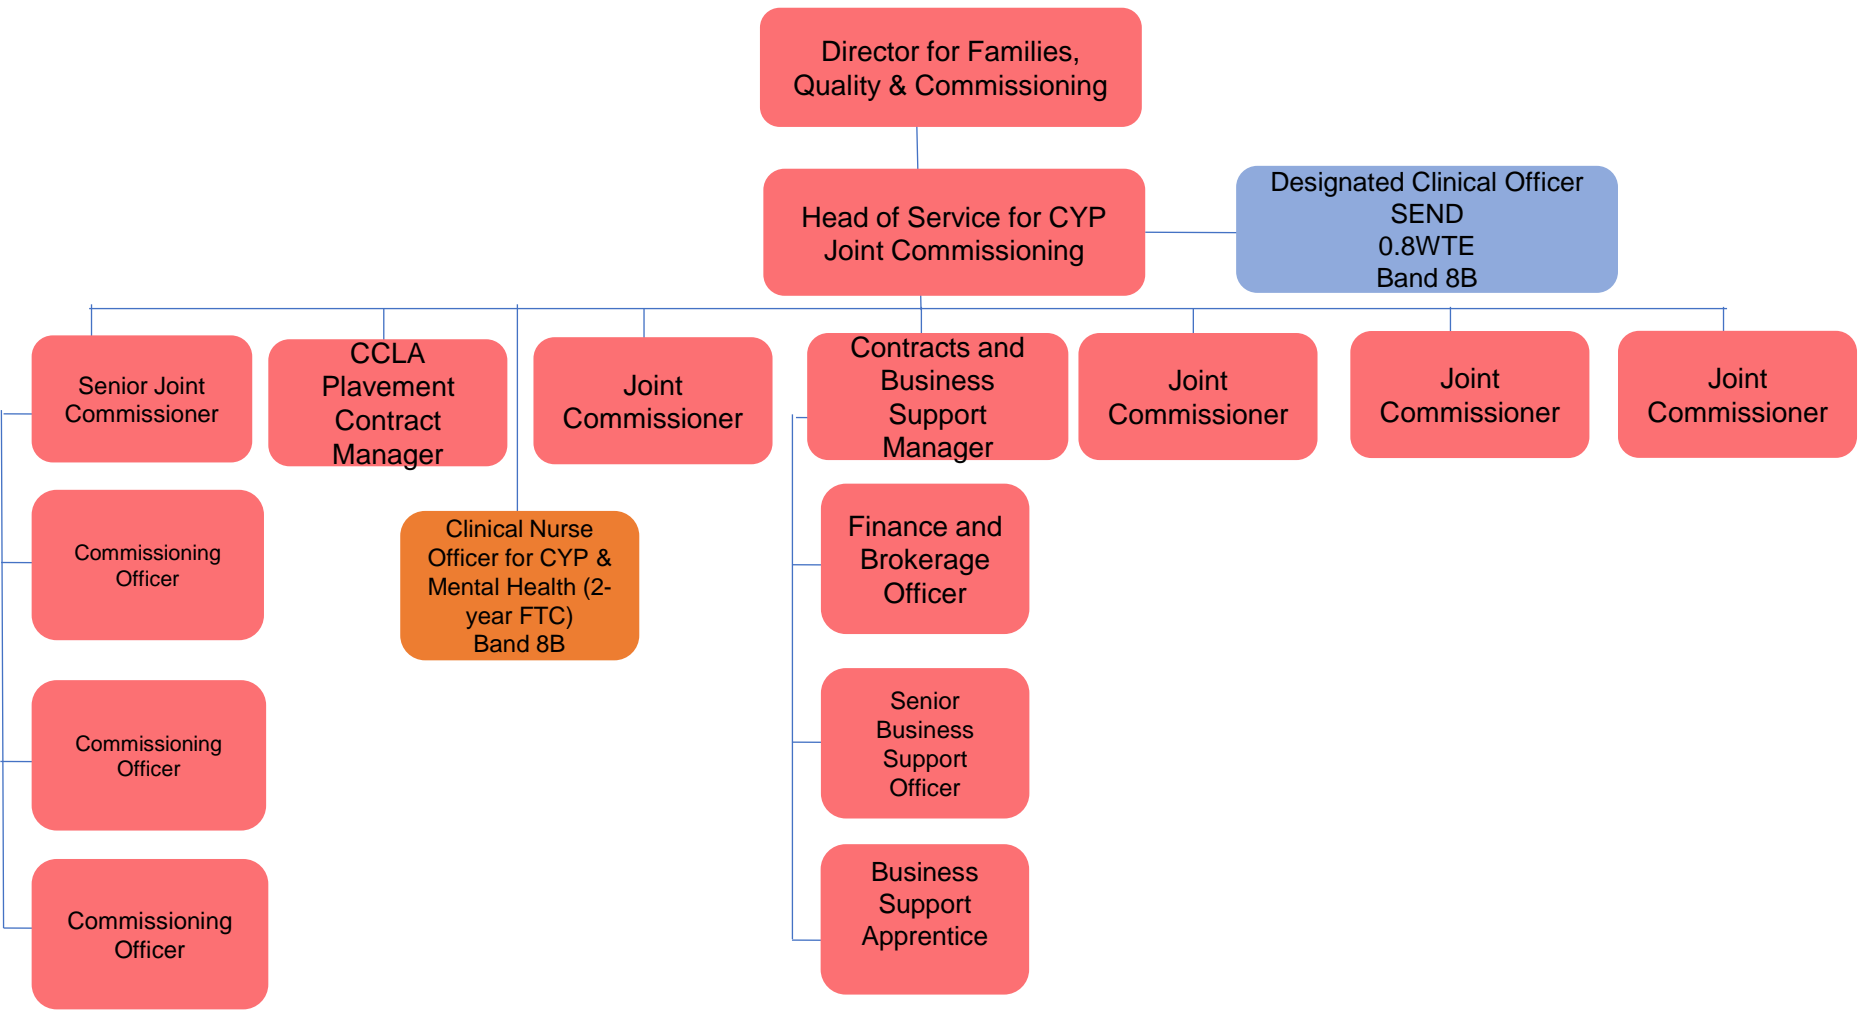 Director for Families,
Quality & Commissioning
Head of Service for CYP
Joint Commissioning
Designated Clinical Officer
SEND
0.8WTE
Band 8B
Senior Joint
Commissioner
CCLA
Plavement
Contract
Manager
Joint
Commissioner
Contracts and
Business
Support
Manager
Joint
Commissioner
Joint
Commissioner
Joint
Commissioner
Commissioning
Officer
Clinical Nurse
Officer for CYP &
Mental Health (2-
year FTC)
Band 8B
Finance and
Brokerage
Officer
Commissioning
Officer
Senior
Business
Support
Officer
Commissioning
Officer
Business
Support
Apprentice